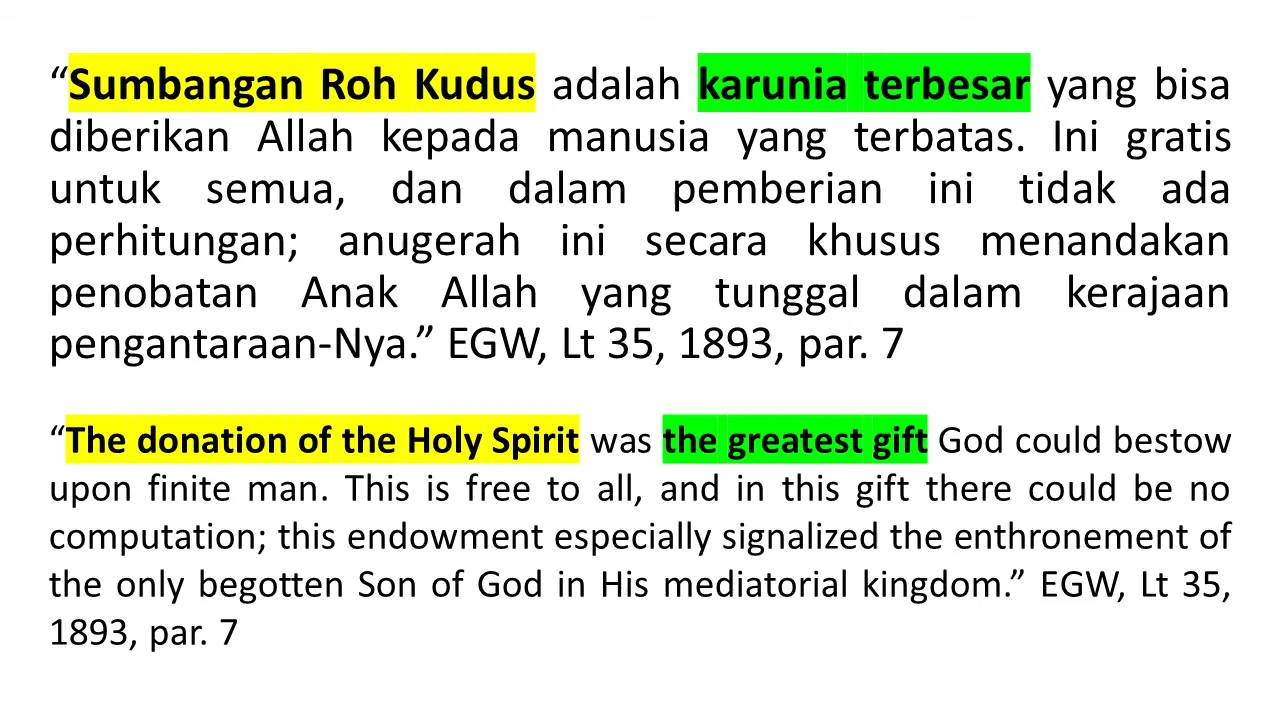 “Sumbangan Roh Kudus adalah karunia terbesar yang bisa
diberikan Allah kepada manusia yang terbatas. Ini gratis
untuk semua, dan dalam pemberian ini tidak ada
perhitungan; anugerah ini secara khusus menandakan
penobatan Anak Allah yang tunggal dalam kerajaan
pengantaraan-Nya.” EGW, Lt 35, 1893, par. 7
“The donation of the Holy Spirit was the greatest gift God could bestow
upon finite man. This is free to all, and in this gift there could be no
computation; this endowment especially signalized the enthronement of
the only begotten Son of God in His mediatorial kingdom.” EGW, Lt 35,
1893, par. 7